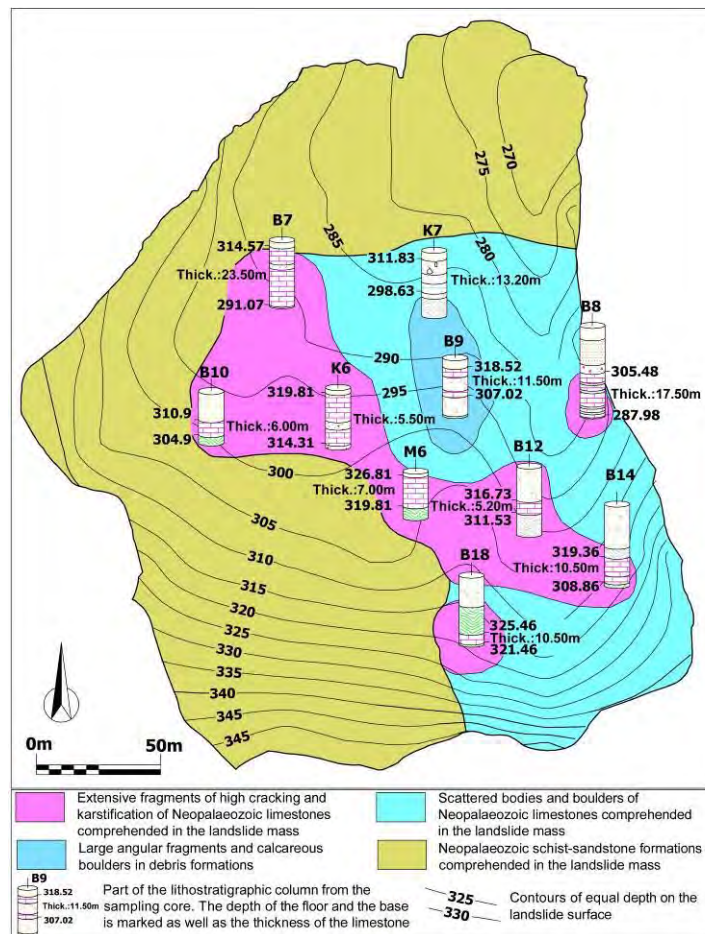 270
275
280
285
B7
K7
314.57
311.83
Thick.:23.50m
Thick.:13.20m
298.63
291.07
B8
B9
290
318.52
305.48
B10
K6
Thick.:11.50m
319.81
295
307.02
Thick.:17.50m
310.9
287.98
Thick.:6.00m
Thick.:5.50m
304.9
314.31
M6
B12
300
326.81
B14
Thick.:7.00m
316.73
319.81
Thick.:5.20m
305
311.53
310
319.36
B18
Thick:10.50m
315
308.86
320
325.46
325
Thick.:10.50m
330
321.46
335
340
345
345
0m 50m
Extensive fragments of high cracking and
karstification of Neopalaeozoic limestones
comprehended in the landslide mass
Scattered bodies and boulders of
Neopalaeozoic limestones comprehended
in the landslide mass
Large angular fragments and calcareous
boulders in debris formations
Neopalaeozoic schist-sandstone formations
comprehended in the landslide mass
B9
318.52
Thick.:11.50m
307.02
Part of the lithostratigraphic column from the
sampling core. The depth of the floor and the base
is marked as well as the thickness of the limestone
325
330
Contours of equal depth on the
landslide surface